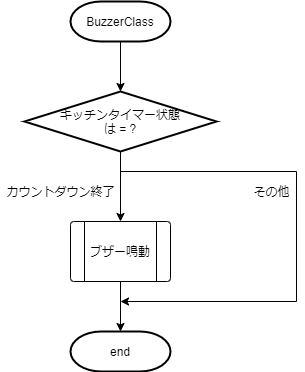 BuzzerClass
キッチンタイマー状態
は = ?
カウントダウン終了
その他
ブザー鳴動
end